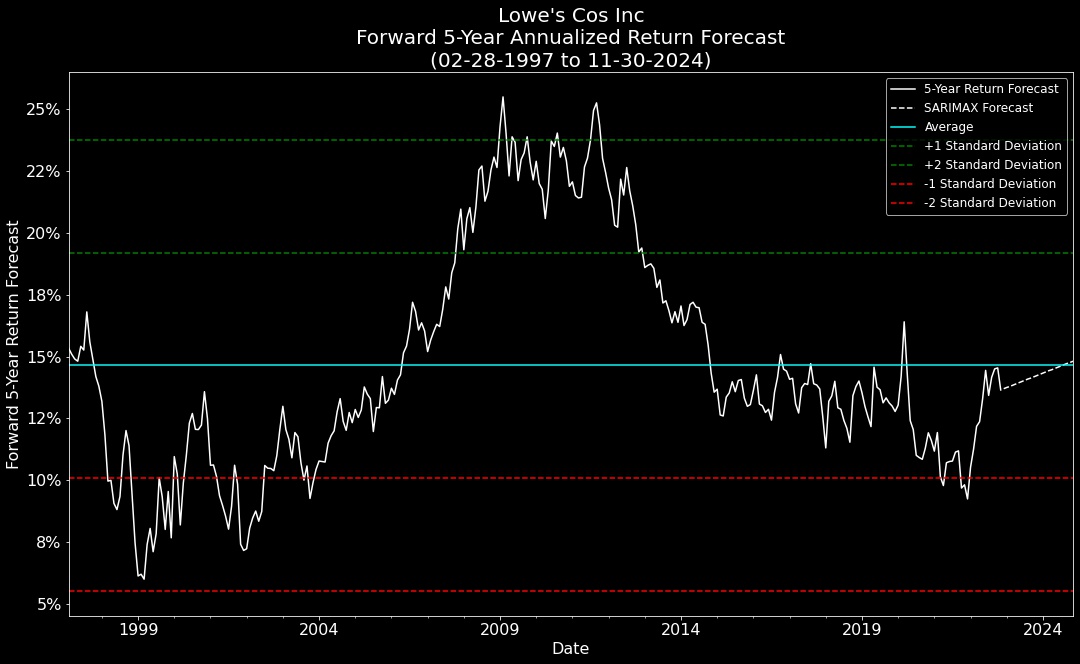 Lowe's Cos Inc
Forward 5-Year Annualized Return Forecast
(02-28-1997 to 11-30-2024)
5-Year Return Forecast
SARIMAX Forecast
Average
+1 Standard Deviation
+2 Standard Deviation
-1 Standard Deviation
-2 Standard Deviation
Forward 5-Year Return Forecast
25%
22%
20%
18%
15%
12%
10%
8%
5%
1999 2004 2009 2014 2019 2024
Date